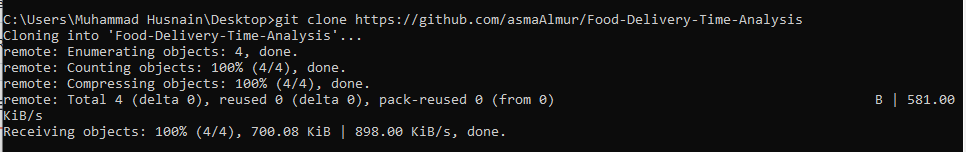 C:\Users\Muhammad Husnain\Desktop>git clone https://github.com/asmaAlmur/Food-Delivery-Time-Analysis
Cloning into 'Food-Delivery-Time-Analysis'...
remote: Enumerating objects: 4, done.
remote: Counting objects: 100% (4/4), done.
remote: Compressing objects: 100% (4/4), done.
remote: Total 4 (delta 0), reused 0 (delta 0), pack-reused 0 (from 0) B | 581.00
KiB/s
Receiving objects: 100% (4/4), 700.08 KiB | 898.00 KiB/s, done.